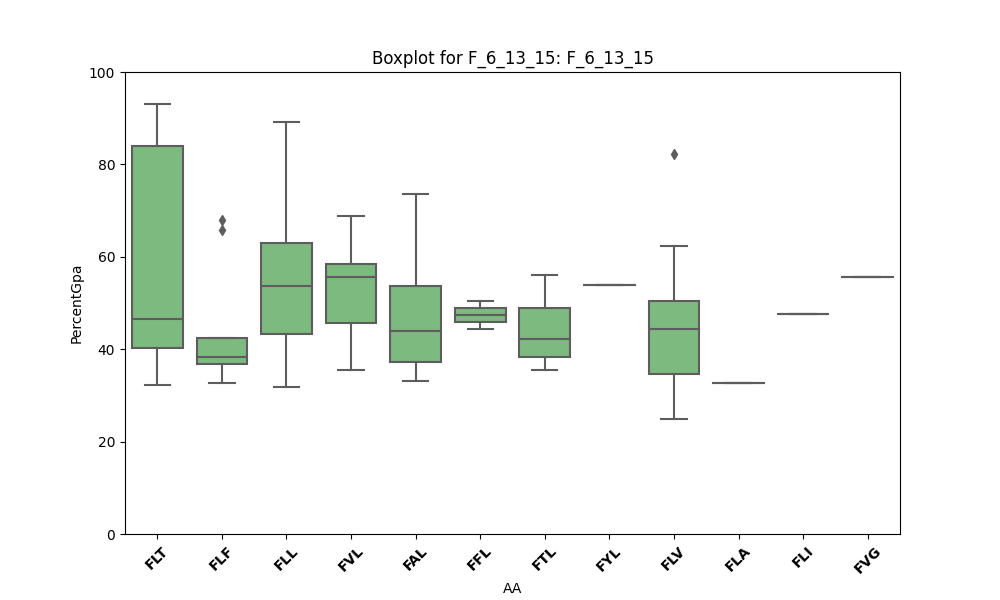 Boxplot for F_6_13_15: F_6_13_15
100
80
60
40
20
0
PercentGpa
FLT FLF FLL FVL FAL FFL FTL FYL FLV FLA FLI FVG
AA